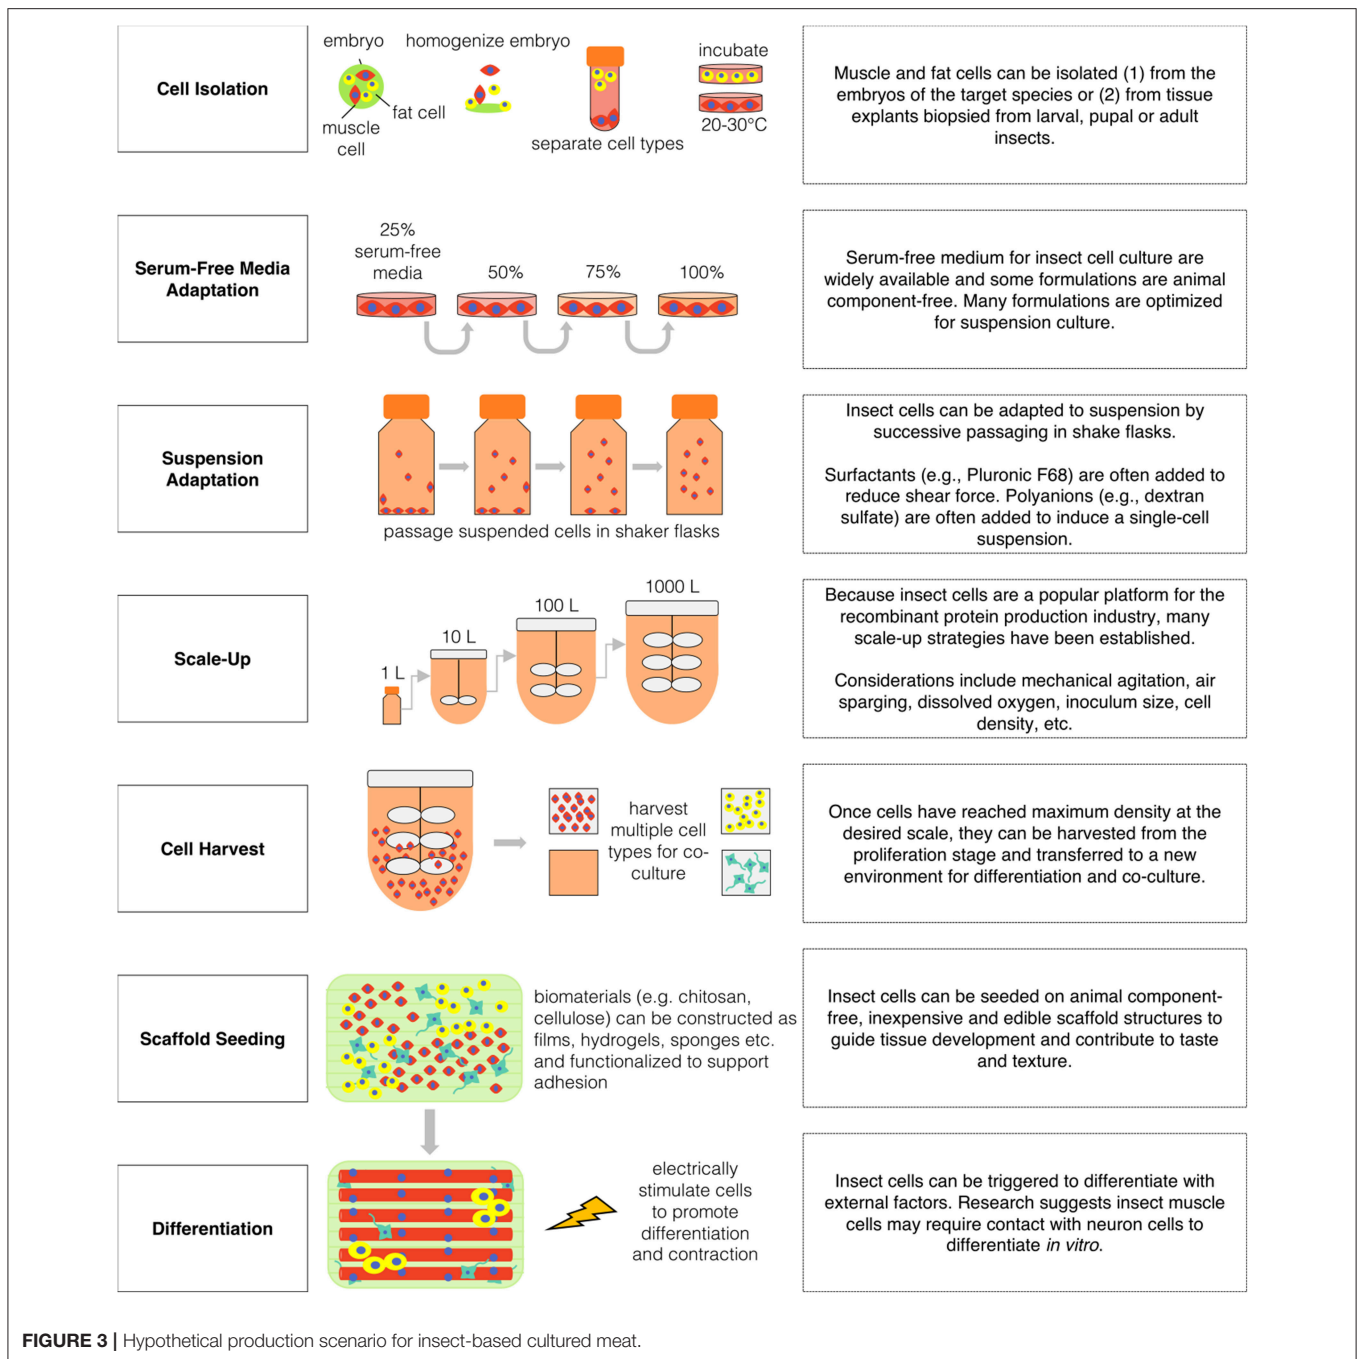 Cell Isolation
embryo
homogenize embryo
fat cell
muscle
cell
separate cell types
incubate
20-30°C
Muscle and fat cells can be isolated (1) from the
embryos of the target species or (2) from tissue
explants biopsied from larval, pupal or adult
insects.
Serum-Free Media
Adaptation
25%
serum-free
media
50%
75%
100%
Serum-free medium for insect cell culture are
widely available and some formulations are animal
component-free. Many formulations are optimized
for suspension culture.
Suspension
Adaptation
passage suspended cells in shaker flasks
Insect cells can be adapted to suspension by
successive passaging in shake flasks.
Surfactants (e.g., Pluronic F68) are often added to
reduce shear force. Polyanions (e.g., dextran
sulfate) are often added to induce a single-cell
suspension.
Scale-Up
1 L
10 L
100 L
1000 L
Because insect cells are a popular platform for the
recombinant protein production industry, many
scale-up strategies have been established.
Considerations include mechanical agitation, air
sparging, dissolved oxygen, inoculum size, cell
density, etc.
Cell Harvest
harvest
multiple cell
types for co-
culture
Once cells have reached maximum density at the
desired scale, they can be harvested from the
proliferation stage and transferred to a new
environment for differentiation and co-culture.
Scaffold Seeding
biomaterials (e.g. chitosan,
cellulose) can be constructed as
films, hydrogels, sponges etc.
and functionalized to support
adhesion
Insect cells can be seeded on animal component-
free, inexpensive and edible scaffold structures to
guide tissue development and contribute to taste
and texture.
Differentiation
electrically
stimulate cells
to promote
differentiation
and contraction
Insect cells can be triggered to differentiate with
external factors. Research suggests insect muscle
cells may require contact with neuron cells to
differentiate in vitro.
FIGURE 3 | Hypothetical production scenario for insect-based cultured meat.